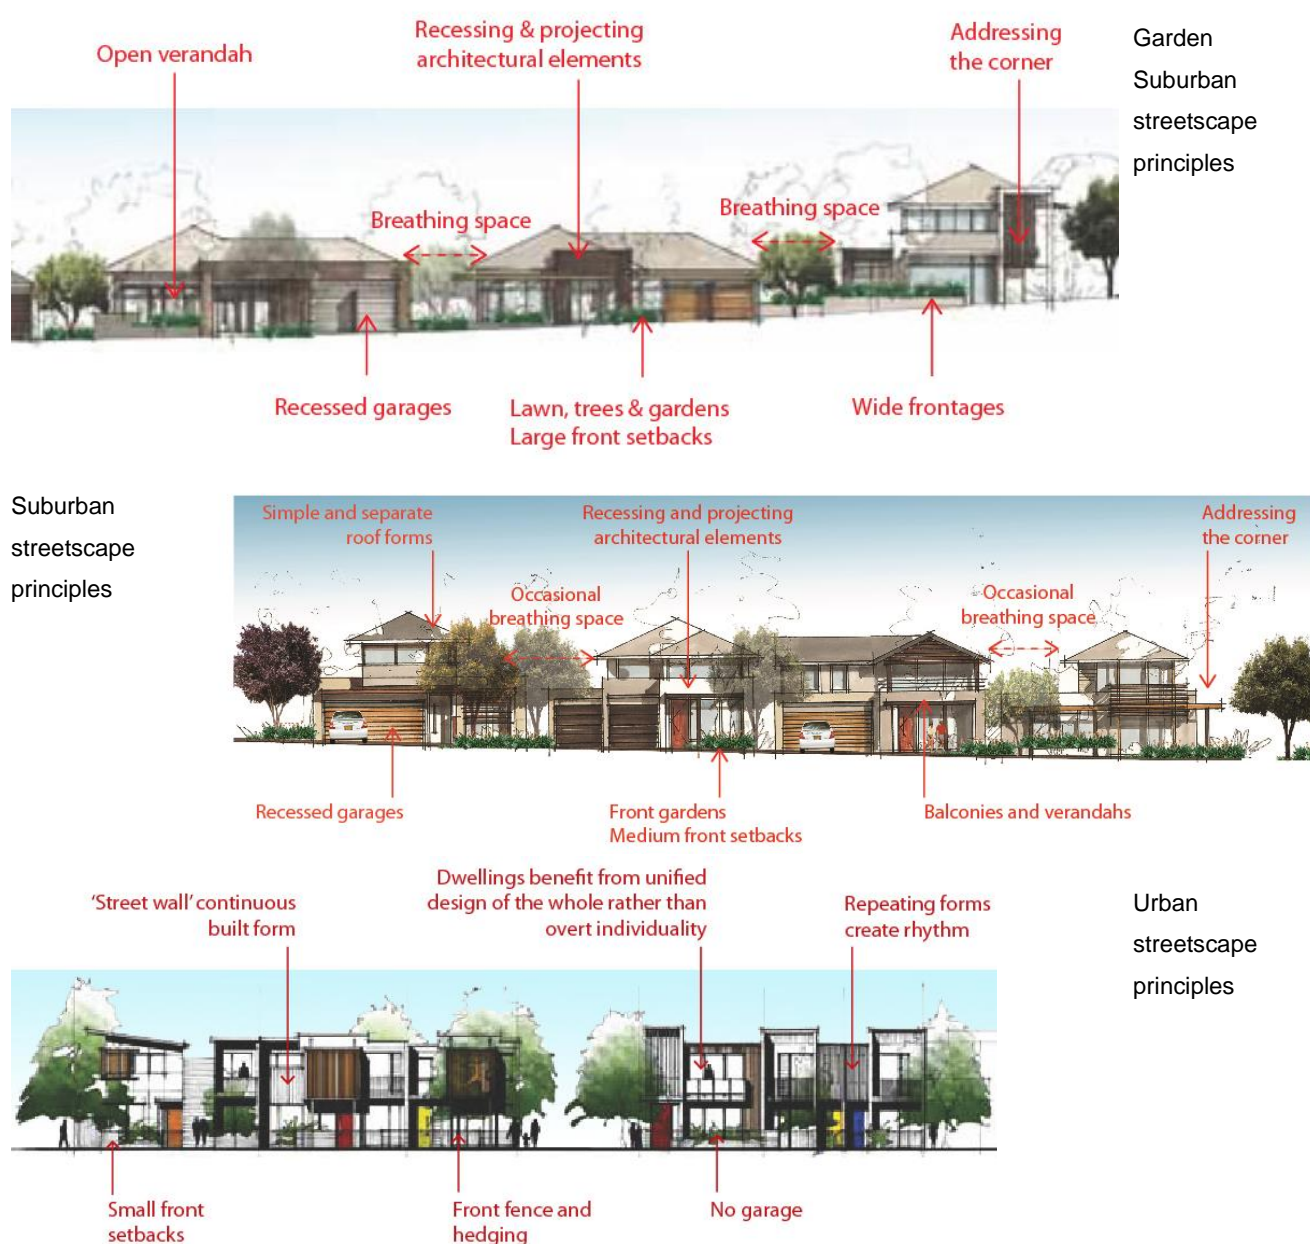 Open verandah
Recessing & projecting
architectural elements
Addressing
the corner
Garden
Suburban
streetscape
principles
Breathing space
Breathing space
Recessed garages
Lawn, trees & gardens
Large front setbacks
Wide frontages
Suburban
streetscape
principles
Simple and separate
roof forms
Recessing and projecting
architectural elements
Addressing
the corner
Occasional
breathing space
Occasional
breathing space
Recessed garages
Front gardens
Medium front setbacks
Balconies and verandahs
'Street wall' continuous
built form
Dwellings benefit from unified
design of the whole rather than
overt individuality
Repeating forms
create rhythm
Urban
streetscape
principles
Small front
setbacks
Front fence and
hedging
No garage